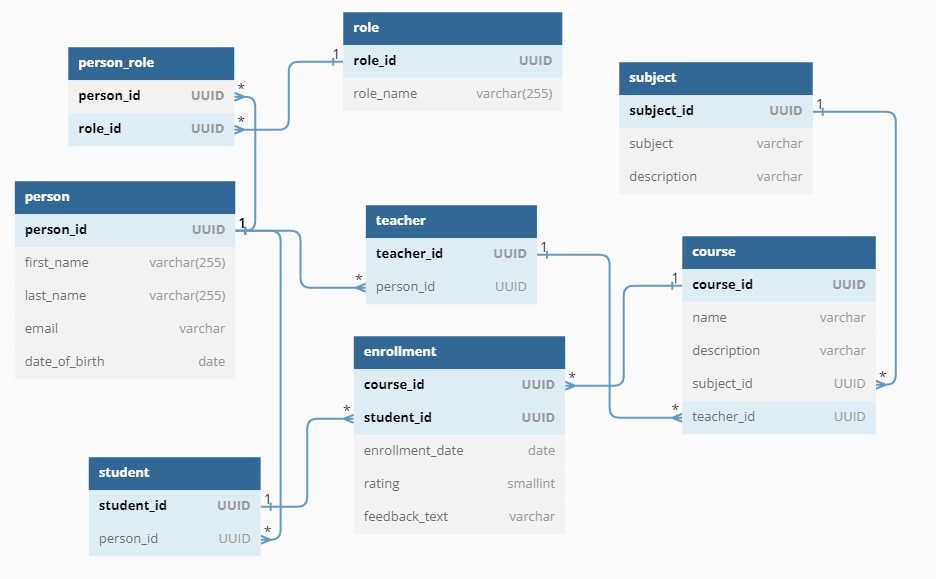 role
role_id UUID
role_name varchar(255)
person_role
person_id UUID
role_id UUID
subject
subject_id UUID
subject varchar
description varchar
person
person_id UUID
first_name varchar(255)
last_name varchar(255)
email varchar
date_of_birth date
teacher
teacher_id UUID
person_id UUID
course
course_id UUID
name varchar
description varchar
subject_id UUID
teacher_id UUID
enrollment
course_id UUID
student_id UUID
enrollment_date date
rating smallint
feedback_text varchar
student
student_id UUID
person_id UUID
1
*
*
1
1
*
1
1
*
*
*
*
1
*